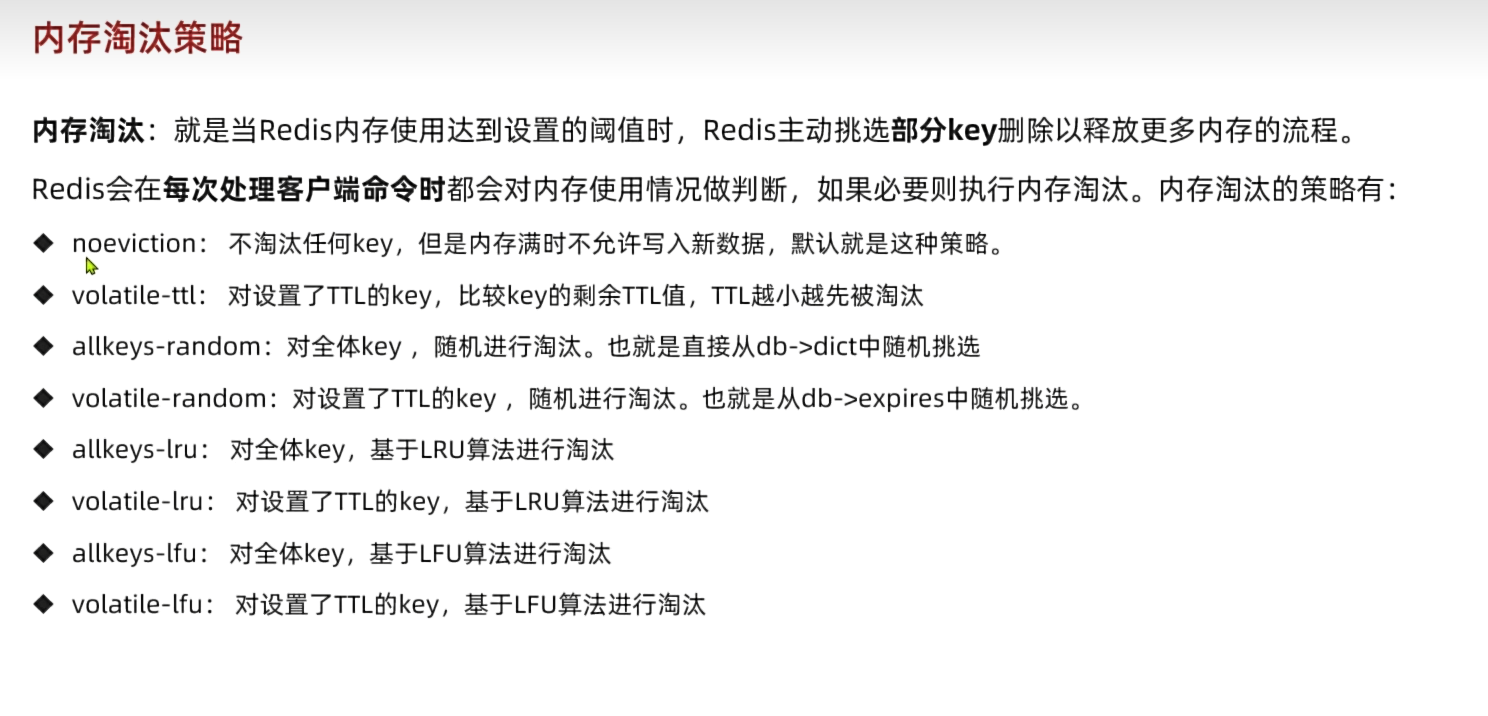 内存淘汰策略
内存淘汰：就是当Redis内存使用达到设置的阈值时，Redis主动挑选部分key删除以释放更多内存的流程。
Redis会在每次处理客户端命令时都会对内存使用情况做判断，如果必要则执行内存淘汰。内存淘汰的策略有：
◆ noeviction： 不淘汰任何key，但是内存满时不允许写入新数据，默认就是这种策略。
◆ volatile-ttl： 对设置了TTL的key，比较key的剩余TTL值，TTL越小越先被淘汰
◆ allkeys-random：对全体key ，随机进行淘汰。也就是直接从db->dict中随机挑选
◆ volatile-random：对设置了TTL的key ，随机进行淘汰。也就是从db->expires中随机挑选。
◆ allkeys-lru： 对全体key，基于LRU算法进行淘汰
◆ volatile-lru： 对设置了TTL的key，基于LRU算法进行淘汰
◆ allkeys-lfu： 对全体key，基于LFU算法进行淘汰
◆ volatile-lfu： 对设置了TTL的key，基于LFU算法进行淘汰